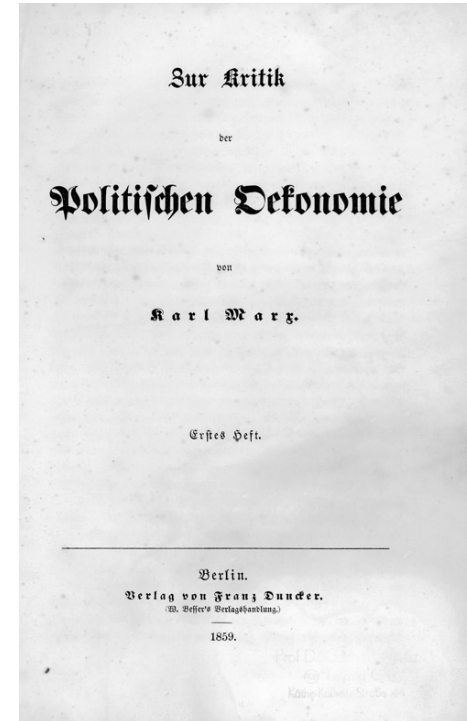 Zur Kritik
der
Politiſchen Oekonomie
von
Karl Marx.
Erſtes Heft.
Berlin.
Verlag von Franz Duncker.
(W. Beſſer's Verlagshandlung.)
1859.